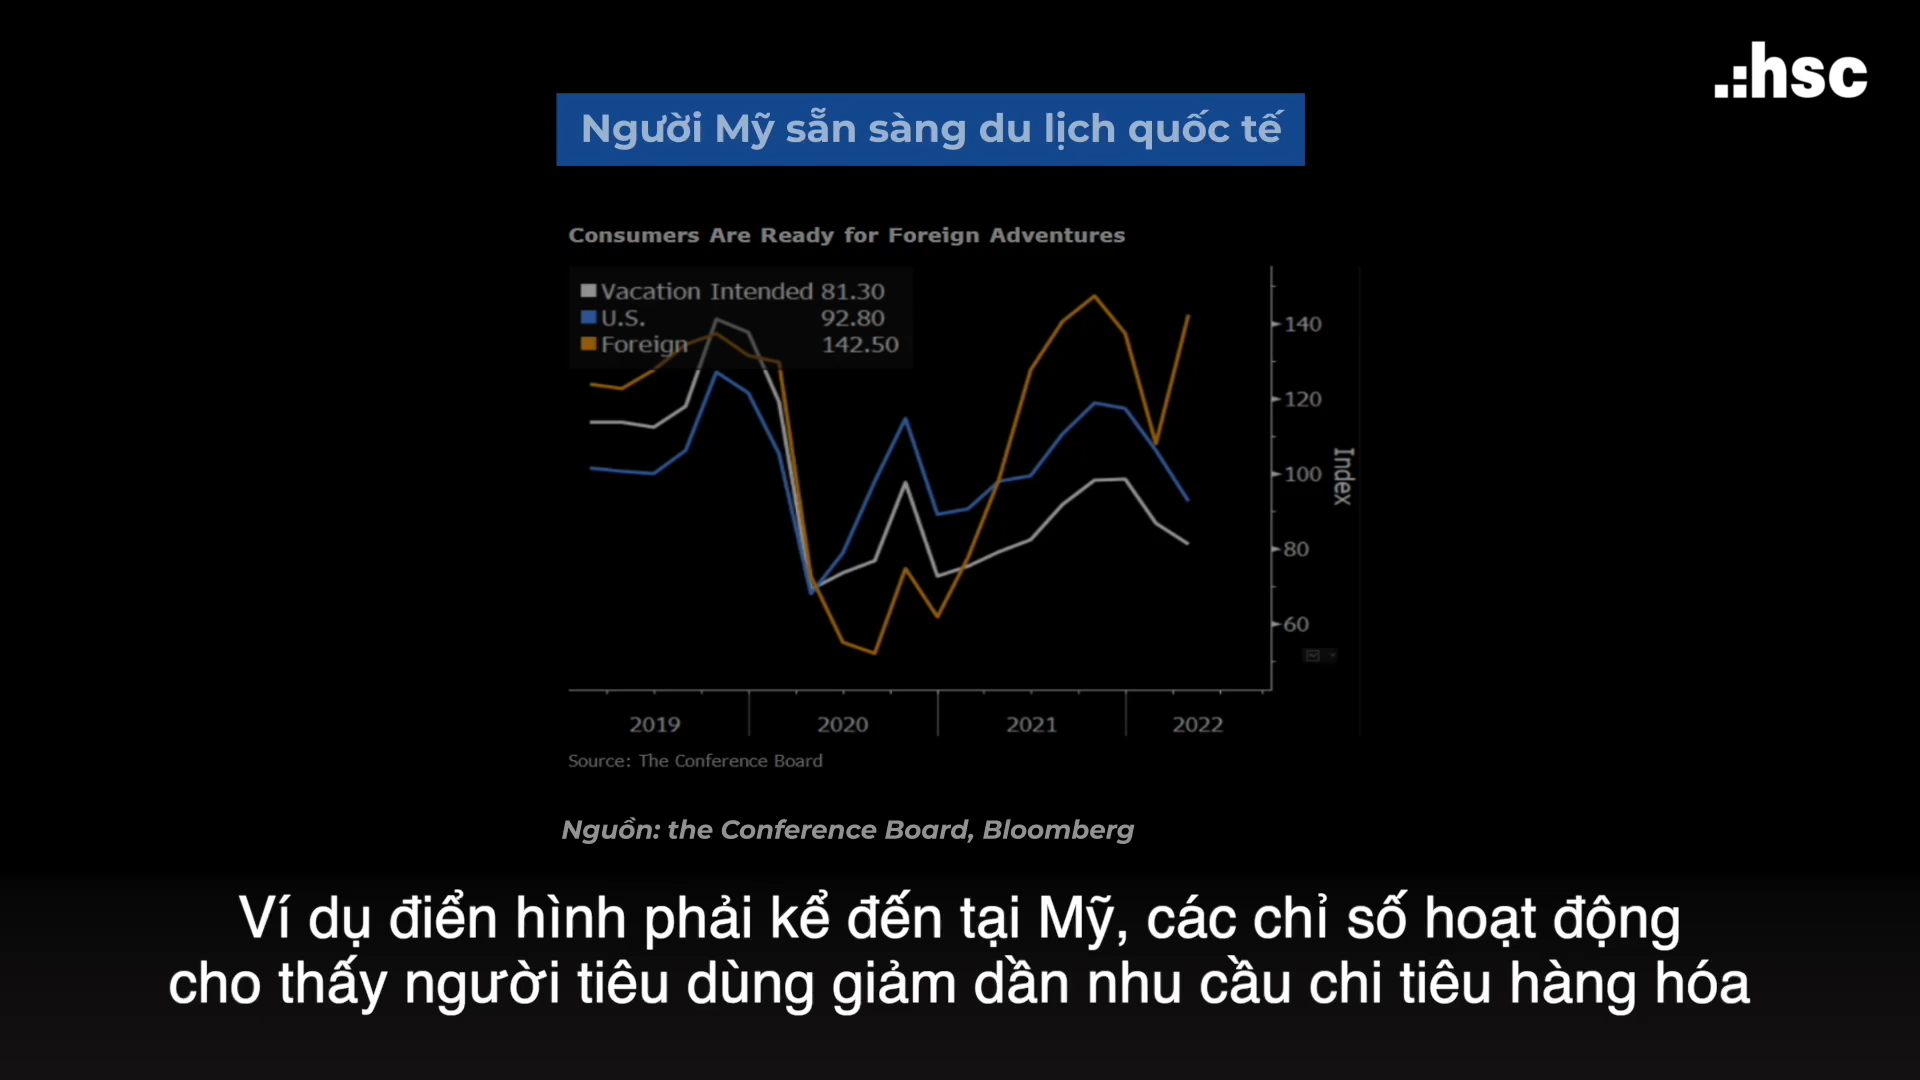 .:hsc
Người Mỹ sẵn sàng du lịch quốc tế
Consumers Are Ready for Foreign Adventures
Vacation Intended 81.30
U.S. 92.80
Foreign 142.50
140
120
100
80
60
Index
2019 2020 2021 2022
Source: The Conference Board
Nguồn: the Conference Board, Bloomberg
Ví dụ điển hình phải kể đến tại Mỹ, các chỉ số hoạt động
cho thấy người tiêu dùng giảm dần nhu cầu chi tiêu hàng hóa